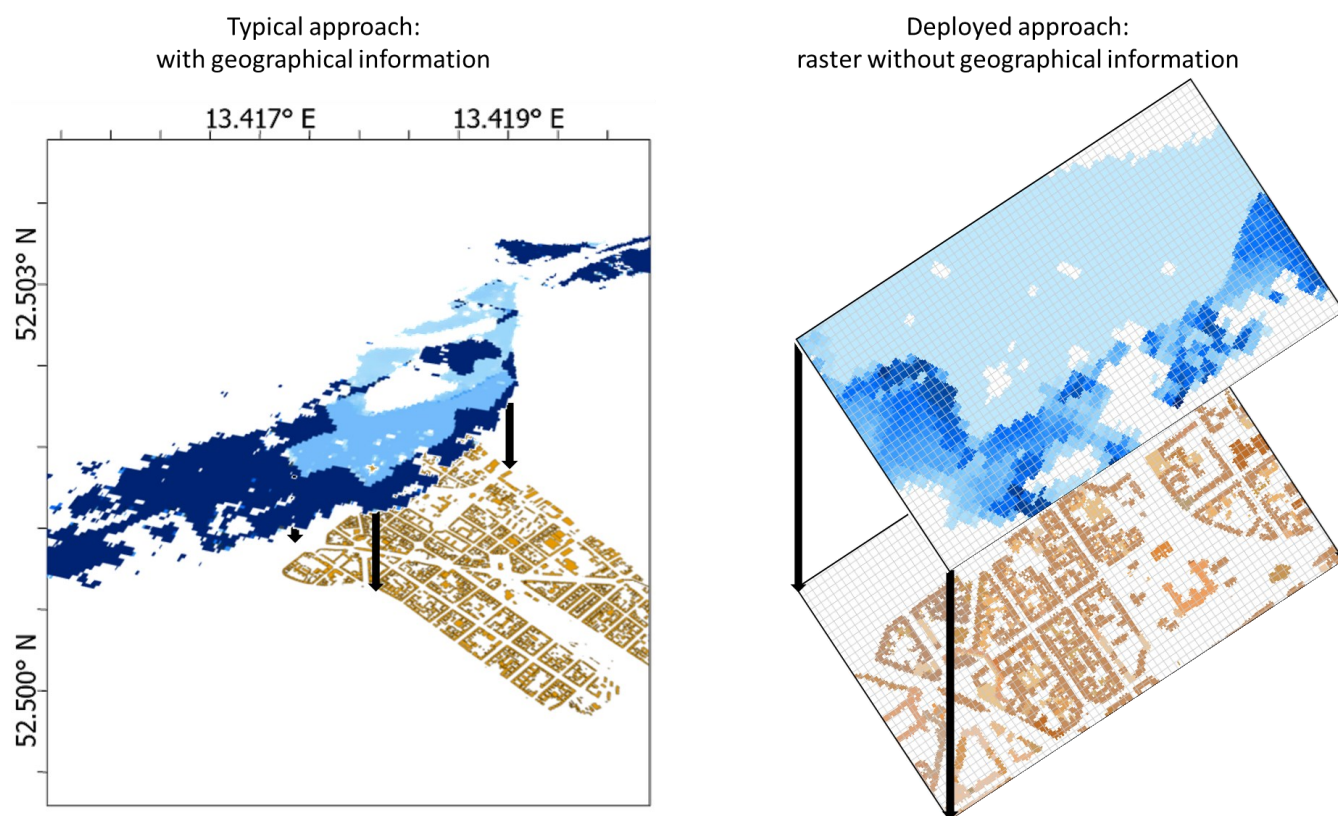 Typical approach:
with geographical information
Deployed approach:
raster without geographical information
13.417° E
13.419° E
52.503° N
52.500° N